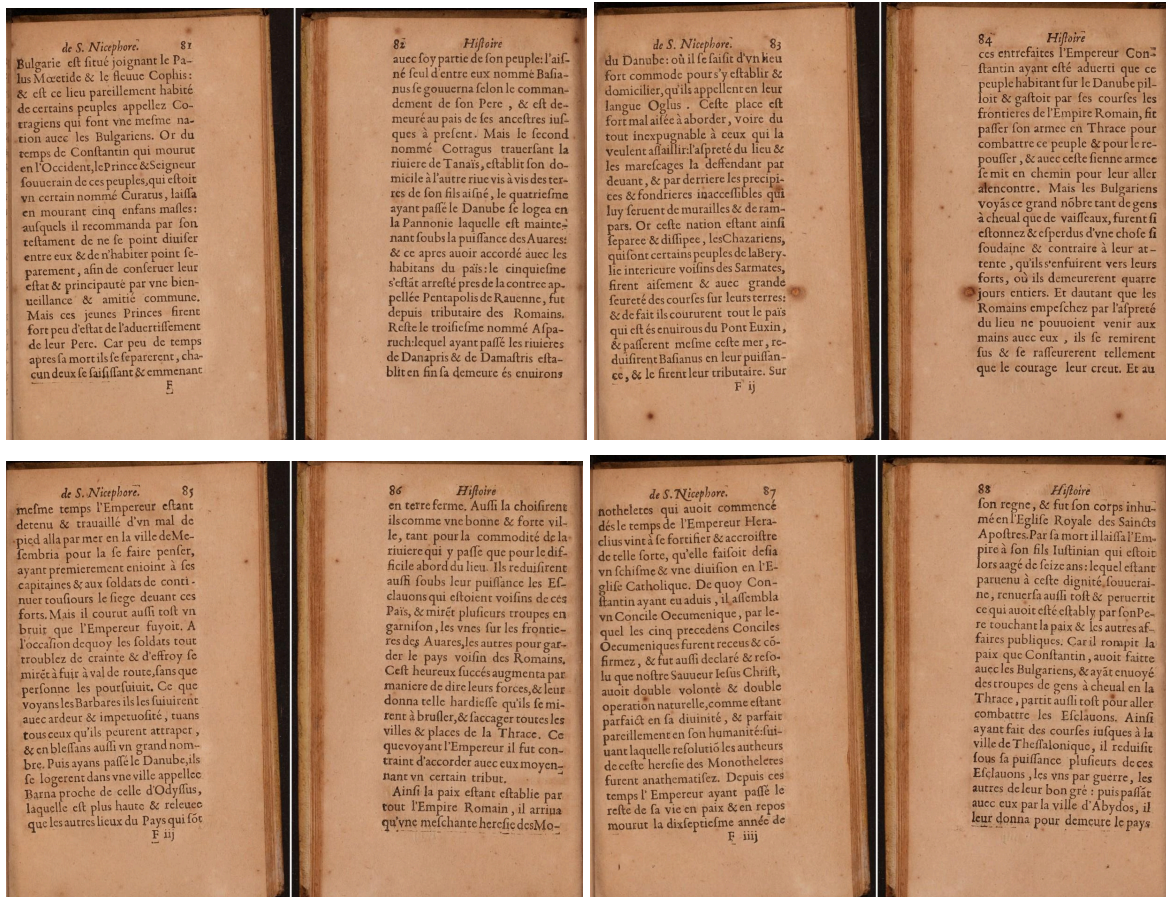 de S. Nicephore. 81
Bulgarie eſt ſitué joignant le Pa-
lus Mœetide & le fleuue Cophis:
& eſt ce lieu pareillement habité
de certains peuples appellez Co-
tragiens qui font vne meſme na-
tion auec les Bulgariens. Or du
temps de Conſtantin qui mourut
en l'Occident, le Prince & Seigneur
ſouuerain de ces peuples, qui eſtoit
vn certain nommé Curatus, laiſſa
en mourant cinq enfans maſles:
auſquels il recommanda par ſon
teſtament de ne ſe point diuiſer
entre eux & de n'habiter point ſe-
parement, afin de conſeruer leur
eſtat & principauté par vne bien-
ueillance & amitié commune.
Mais ces jeunes Princes firent
fort peu d'eſtat de l'aduertiſſement
de leur Pere. Car peu de temps
apres ſa mort ils ſe ſeparerent, cha-
cun deux ſe ſaiſiſſant & emmenant
F
82 Hiſtoire
auec ſoy partie de ſon peuple: l'aiſ-
né ſeul d'entre eux nommé Baſia-
nus ſe gouuerna ſelon le comman-
dement de ſon Pere, & eſt de-
meuré au païs de ſes anceſtres iuſ-
ques à preſent. Mais le ſecond
nommé Cotragus trauerſant la
riuiere de Tanaïs, eſtablit ſon do-
micile à l'autre riue vis à vis des ter-
res de ſon fils aiſné, le quatrieſme
ayant paſſé le Danube ſe logea en
la Pannonie laquelle eſt mainte-
nant ſoubs la puiſſance des Auares:
& ce apres auoir accordé auec les
habitans du païs: le cinquieſme
s'eſtāt arreſté pres de la contree ap-
pellée Pentapolis de Rauenne, fut
depuis tributaire des Romains.
Reſte le troiſieſme nommé Aſpa-
ruch: lequel ayant paſſé les riuieres
de Danapris & de Damaſtris eſta-
blit en fin ſa demeure és enuirons
de S. Nicephore. 83
du Danube: où il ſe ſaiſit d'vn lieu
fort commode pour s'y eſtablir &
domicilier, qu'ils appellent en leur
langue Oglus. Ceſte place eſt
fort mal aiſée à aborder, voire du
tout inexpugnable à ceux qui la
veulent aſſaillir: l'aſpreté du lieu &
les mareſcages la deffendant par
deuant, & par derriere les precipi-
ces & fondrieres inacceſſibles qui
luy ſeruent de murailles & de ram-
pars. Or ceſte nation eſtant ainſi
ſeparee & diſſipee, les Chazariens,
qui ſont certains peuples de la Bery-
lie interieure voiſins des Sarmates,
firent aiſement & auec grande
ſeureté des courſes ſur leurs terres:
& de fait ils coururent tout le païs
qui eſt és enuirous du Pont Euxin,
& paſſerent meſme ceſte mer, re-
duiſirent Baſianus en leur puiſſan-
ce, & le firent leur tributaire. Sur
F ij
84 Hiſtoire
ces entrefaites l'Empereur Con-
ſtantin ayant eſté aduerti que ce
peuple habitant ſur le Danube pil-
loit & gaſtoit par ſes courſes les
frontieres de l'Empire Romain, fit
paſſer ſon armee en Thrace pour
combattre ce peuple & pour le re-
pouſſer, & auec ceſte ſienne armee
ſe mit en chemin pour leur aller
alencontre. Mais les Bulgariens
voyās ce grand nōbre tant de gens
à cheual que de vaiſſeaux, furent ſi
eſtonnez & eſperdus d'vne choſe ſi
ſoudaine & contraire à leur at-
tente, qu'ils s'enfuirent vers leurs
forts, où ils demeurerent quatre
jours entiers. Et dautant que les
Romains empeſchez par l'aſpreté
du lieu ne pouuoient venir aux
mains auec eux, ils ſe remirent
ſus & ſe raſſeurerent tellement
que le courage leur creut. Et au
de S. Nicephore. 85
meſme temps l'Empereur eſtant
detenu & trauaillé d'vn mal de
pied alla par mer en la ville de Me-
ſembria pour la ſe faire penſer,
ayant premierement enioint à ſes
capitaines & aux ſoldats de conti-
nuer touſiours le ſiege deuant ces
forts. Mais il courut auſſi toſt vn
bruit que l'Empereur fuyoit. A
l'occaſion dequoy les ſoldats tout
troublez de crainte & d'effroy ſe
mirēt à fuir à val de route, ſans que
perſonne les pourſuiuit. Ce que
voyans les Barbares ils les ſuiuirent
auec ardeur & impetuoſité, tuans
tous ceux qu'ils peurent attraper,
& en bleſſans auſſi vn grand nom-
bre. Puis ayans paſſé le Danube, ils
ſe logerent dans vne ville appellee
Barna proche de celle d'Odyſſus,
laquelle eſt plus haute & releuee
que les autres lieux du Pays qui ſōt
F iij
86 Hiſtoire
en terre ferme. Auſſi la choiſirent
ils comme vne bonne & forte vil-
le, tant pour la commodité de la
riuiere qui y paſſe que pour le dif-
ficile abord du lieu. Ils reduiſirent
auſſi ſoubs leur puiſſance les Eſ-
clauons qui eſtoient voiſins de ces
Païs, & mirēt pluſieurs troupes en
garniſon, les vnes ſur les frontie-
res des Auares, les autres pour gar-
der le pays voiſin des Romains.
Ceſt heureux ſuccés augmenta par
maniere de dire leurs forces, & leur
donna telle hardieſſe qu'ils ſe mi-
rent à bruſler, & ſaccager toutes les
villes & places de la Thrace. Ce
que voyant l'Empereur il fut con-
traint d'accorder auec eux moyen-
nant vn certain tribut.
Ainſi la paix eſtant eſtablie par
tout l'Empire Romain, il arriua
qu'vne meſchante hereſie des Mo-
de S. Nicephore. 87
notheletes qui auoit commencé
dés le temps de l'Empereur Hera-
clius vint à ſe fortifier & accroiſtre
de telle ſorte, qu'elle faiſoit deſia
vn ſchiſme & vne diuiſion en l'E-
gliſe Catholique. De quoy Con-
ſtantin ayant eu aduis, il aſſembla
vn Concile Oecumenique, par le-
quel les cinq precedens Conciles
Oecumeniques furent receus & cō-
firmez, & fut auſſi declaré & reſo-
lu que noſtre Sauueur Ieſus Chriſt,
auoit double volonté & double
operation naturelle, comme eſtant
parfaict en ſa diuinité, & parfait
pareillement en ſon humanité: ſui-
uant laquelle reſolutiō les autheurs
de ceſte hereſie des Monotheletes
furent anathematiſez. Depuis ces
temps l'Empereur ayant paſſé le
reſte de ſa vie en paix & en repos
mourut la dixſeptieſme année de
F iiij
88 Hiſtoire
ſon regne, & fut ſon corps inhu-
mé en l'Egliſe Royale des Saincts
Apoſtres. Par ſa mort il laiſſa l'Em-
pire à ſon fils Iuſtinian qui eſtoit
lors aagé de ſeize ans: lequel eſtant
paruenu à ceſte dignité ſouuerai-
ne, renuerſa auſſi toſt & peruertit
ce qui auoit eſté eſtably par ſon Pe-
re touchant la paix & les autres af-
faires publiques. Car il rompit la
paix que Conſtantin, auoit faitte
auec les Bulgariens, & ayāt enuoyé
des troupes de gens à cheual en la
Thrace, partit auſſi toſt pour aller
combattre les Eſclauons. Ainſi
ayant fait des courſes iuſques à la
ville de Theſſalonique, il reduiſit
ſous ſa puiſſance pluſieurs de ces
Eſclauons, les vns par guerre, les
autres de leur bon gré: puis paſſāt
auec eux par la ville d'Abydos, il
leur donna pour demeure le pays